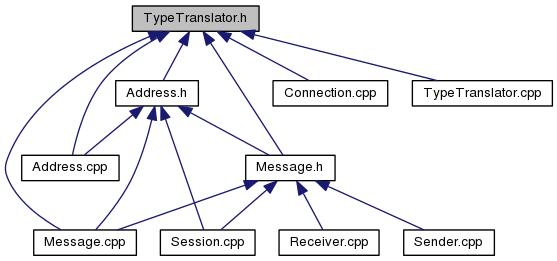 TypeTranslator.h
Address.h
Connection.cpp
TypeTranslator.cpp
Address.cpp
Message.h
Message.cpp
Session.cpp
Receiver.cpp
Sender.cpp